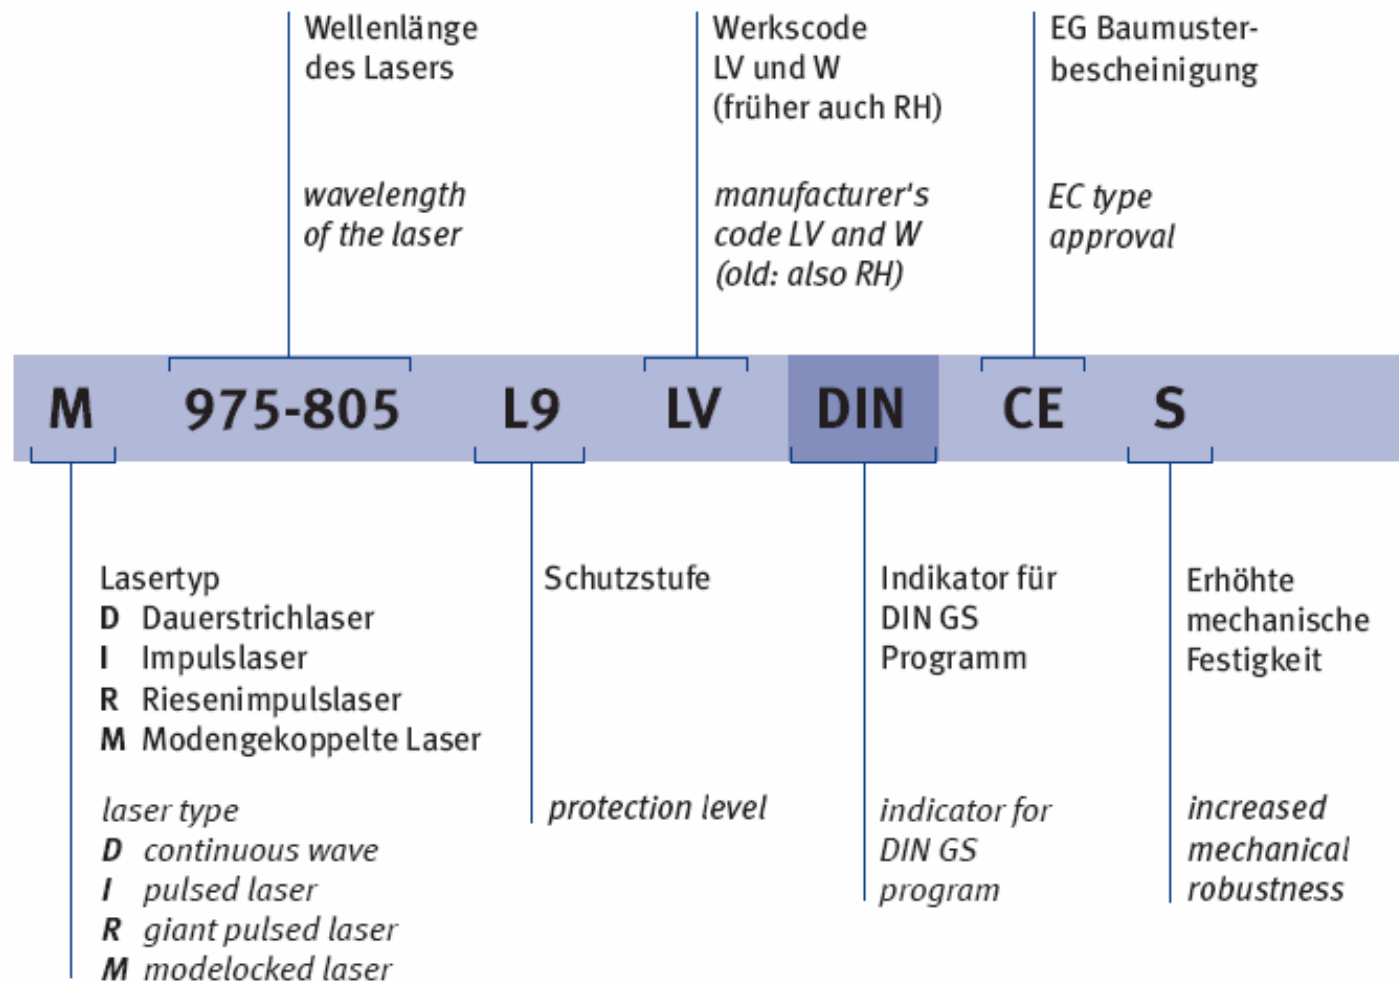 Wellenlänge
des Lasers
wavelength
of the laser
Werkscode
LV und W
(früher auch RH)
manufacturer's
code LV and W
(old: also RH)
EG Baumuster-
bescheinigung
EC type
approval
M 975-805 L9 LV DIN CE S
Lasertyp
D Dauerstrichlaser
I Impulslaser
R Riesenimpulslaser
M Modengekoppelte Laser
laser type
D continuous wave
I pulsed laser
R giant pulsed laser
M modelocked laser
Schutzstufe
protection level
Indikator für
DIN GS
Programm
indicator for
DIN GS
program
Erhöhte
mechanische
Festigkeit
increased
mechanical
robustness